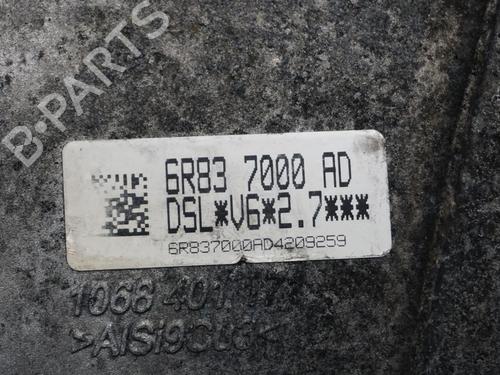 B-PARTS
6R83 7000 AD
DSL*V6*2.7***
6R837000AD4209259
1068 401
>AlSi9Cu3<